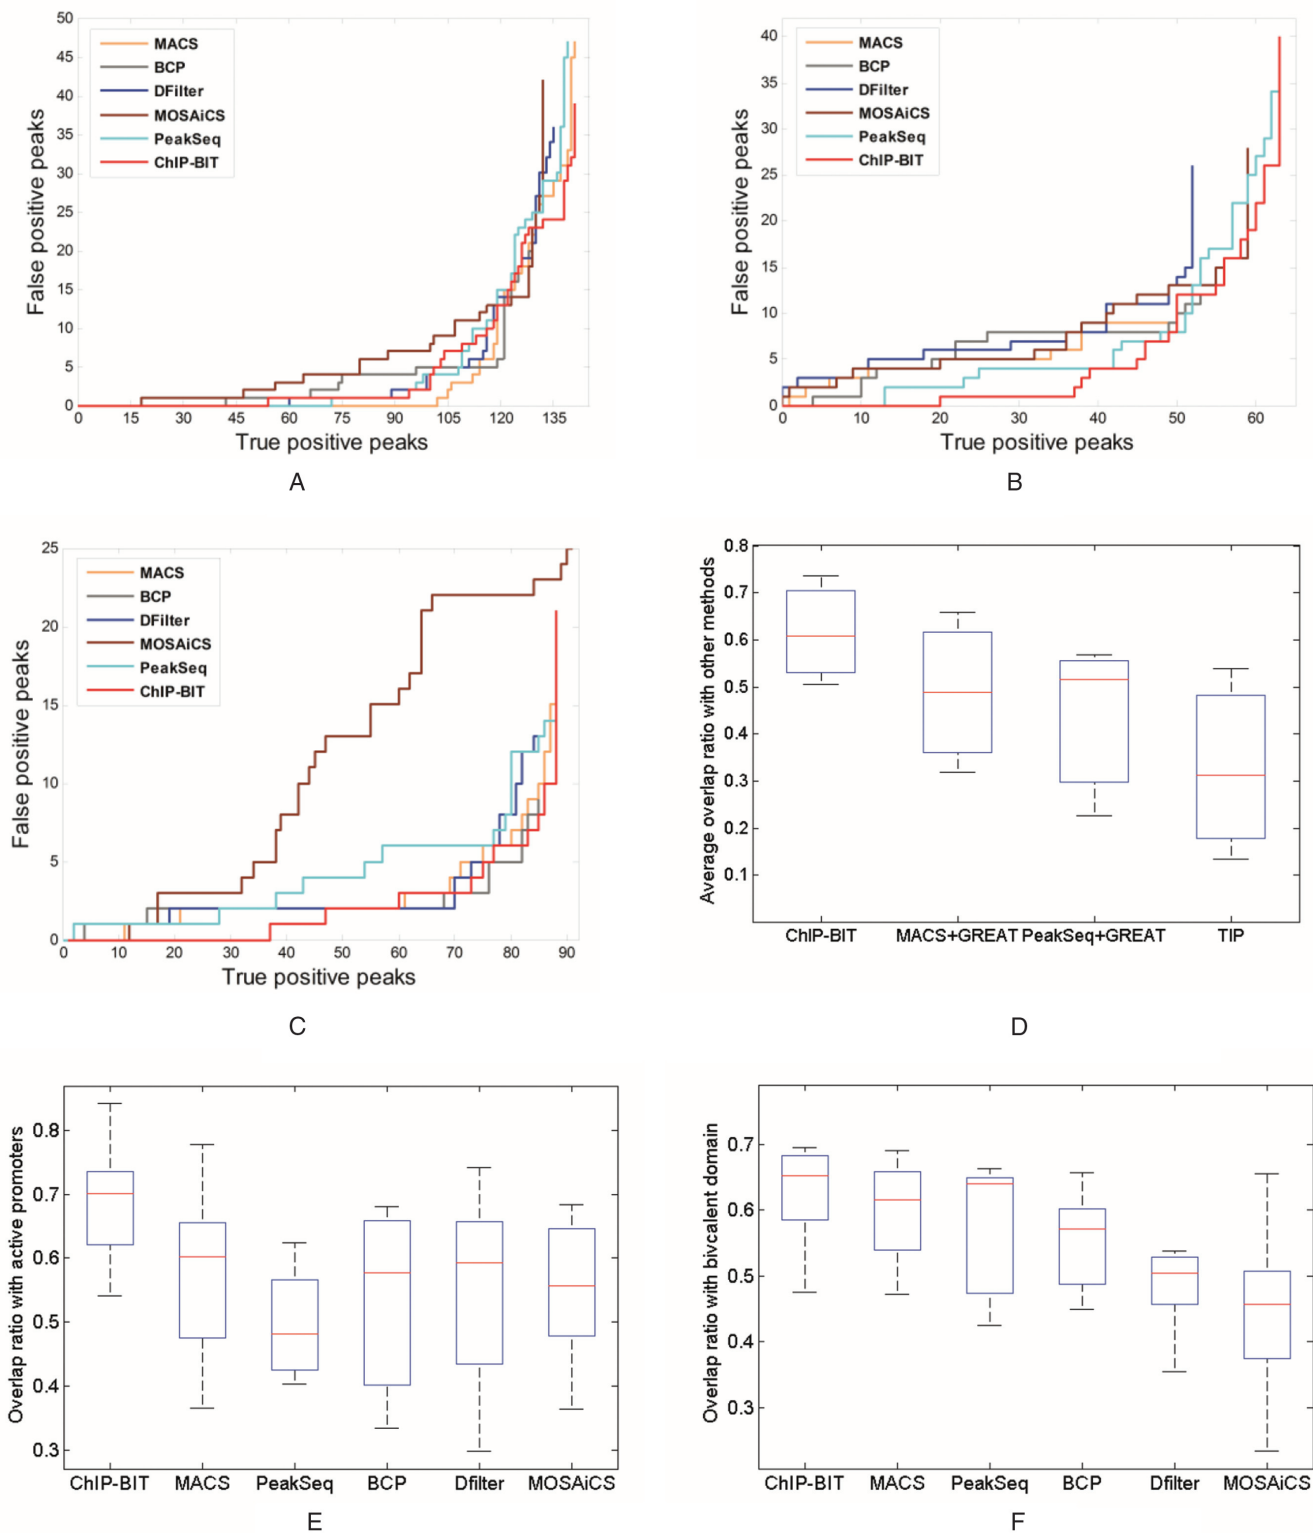 50
45
40
35
30
25
20
15
10
5
0
MACS
BCP
DFilter
MOSAiCS
PeakSeq
ChIP-BIT
False positive peaks
0 15 30 45 60 75 90 105 120 135
True positive peaks
A
40
35
30
25
20
15
10
5
0
MACS
BCP
DFilter
MOSAiCS
PeakSeq
ChIP-BIT
False positive peaks
0 10 20 30 40 50 60
True positive peaks
B
25
20
15
10
5
0
MACS
BCP
DFilter
MOSAiCS
PeakSeq
ChIP-BIT
False positive peaks
0 10 20 30 40 50 60 70 80 90
True positive peaks
C
0.8
0.7
0.6
0.5
0.4
0.3
0.2
0.1
Average overlap ratio with other methods
ChIP-BIT MACS+GREAT PeakSeq+GREAT TIP
D
0.8
0.7
0.6
0.5
0.4
0.3
Overlap ratio with active promoters
ChIP-BIT MACS PeakSeq BCP Dfilter MOSAiCS
E
0.7
0.6
0.5
0.4
0.3
Overlap ratio with bivcalent domain
ChIP-BIT MACS PeakSeq BCP Dfilter MOSAiCS
F